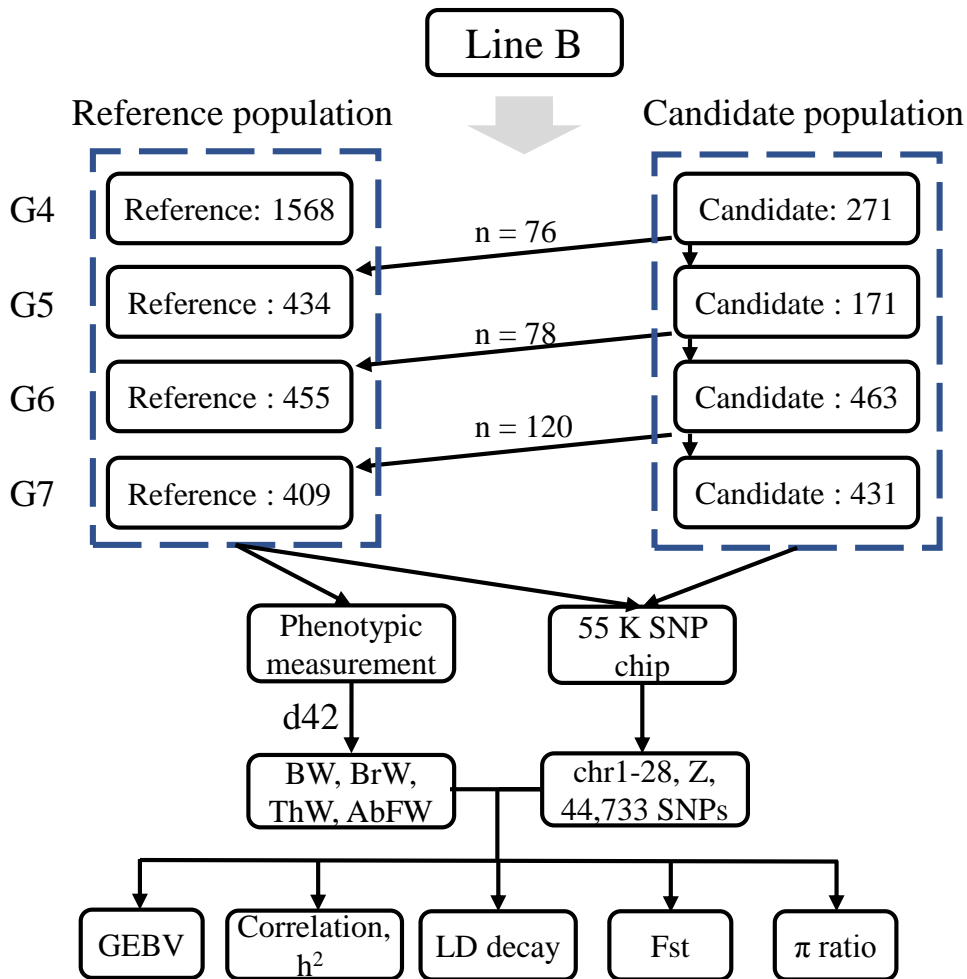 Line B
Reference population
Candidate population
G4
Reference: 1568
Candidate: 271
n = 76
G5
Reference : 434
Candidate : 171
n = 78
G6
Reference : 455
Candidate : 463
n = 120
G7
Reference : 409
Candidate : 431
Phenotypic
measurement
55 K SNP
chip
d42
BW, BrW,
ThW, AbFW
chr1-28, Z,
44,733 SNPs
GEBV
Correlation,
h²
LD decay
Fst
π ratio